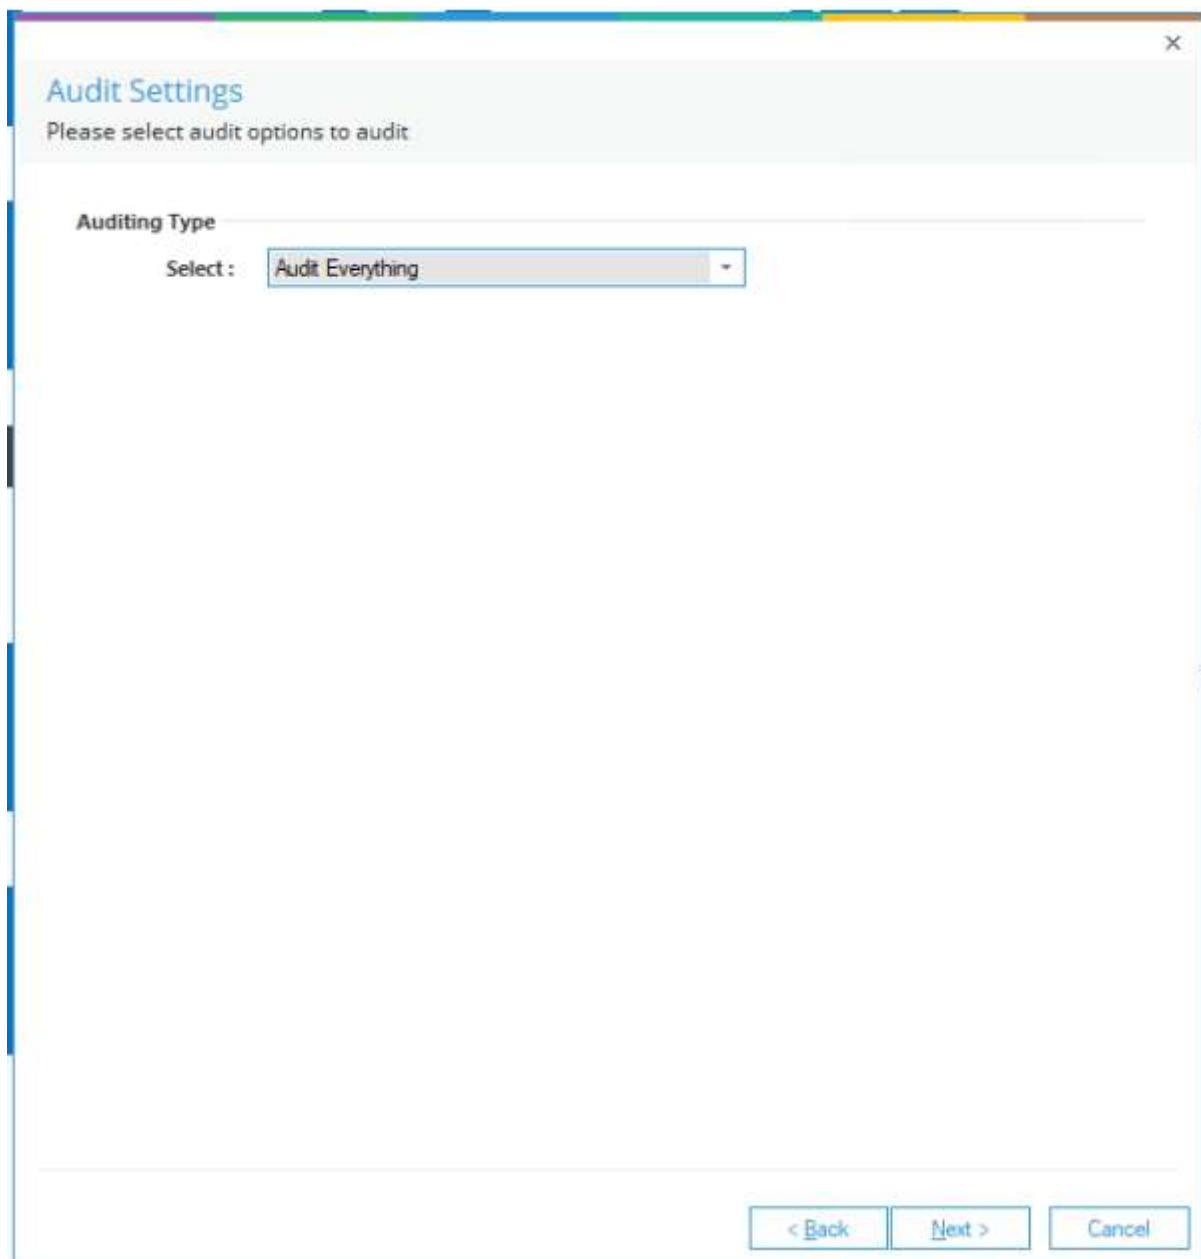 Audit Settings
Please select audit options to audit
Auditing Type
Select : Audit Everything
< Back Next > Cancel